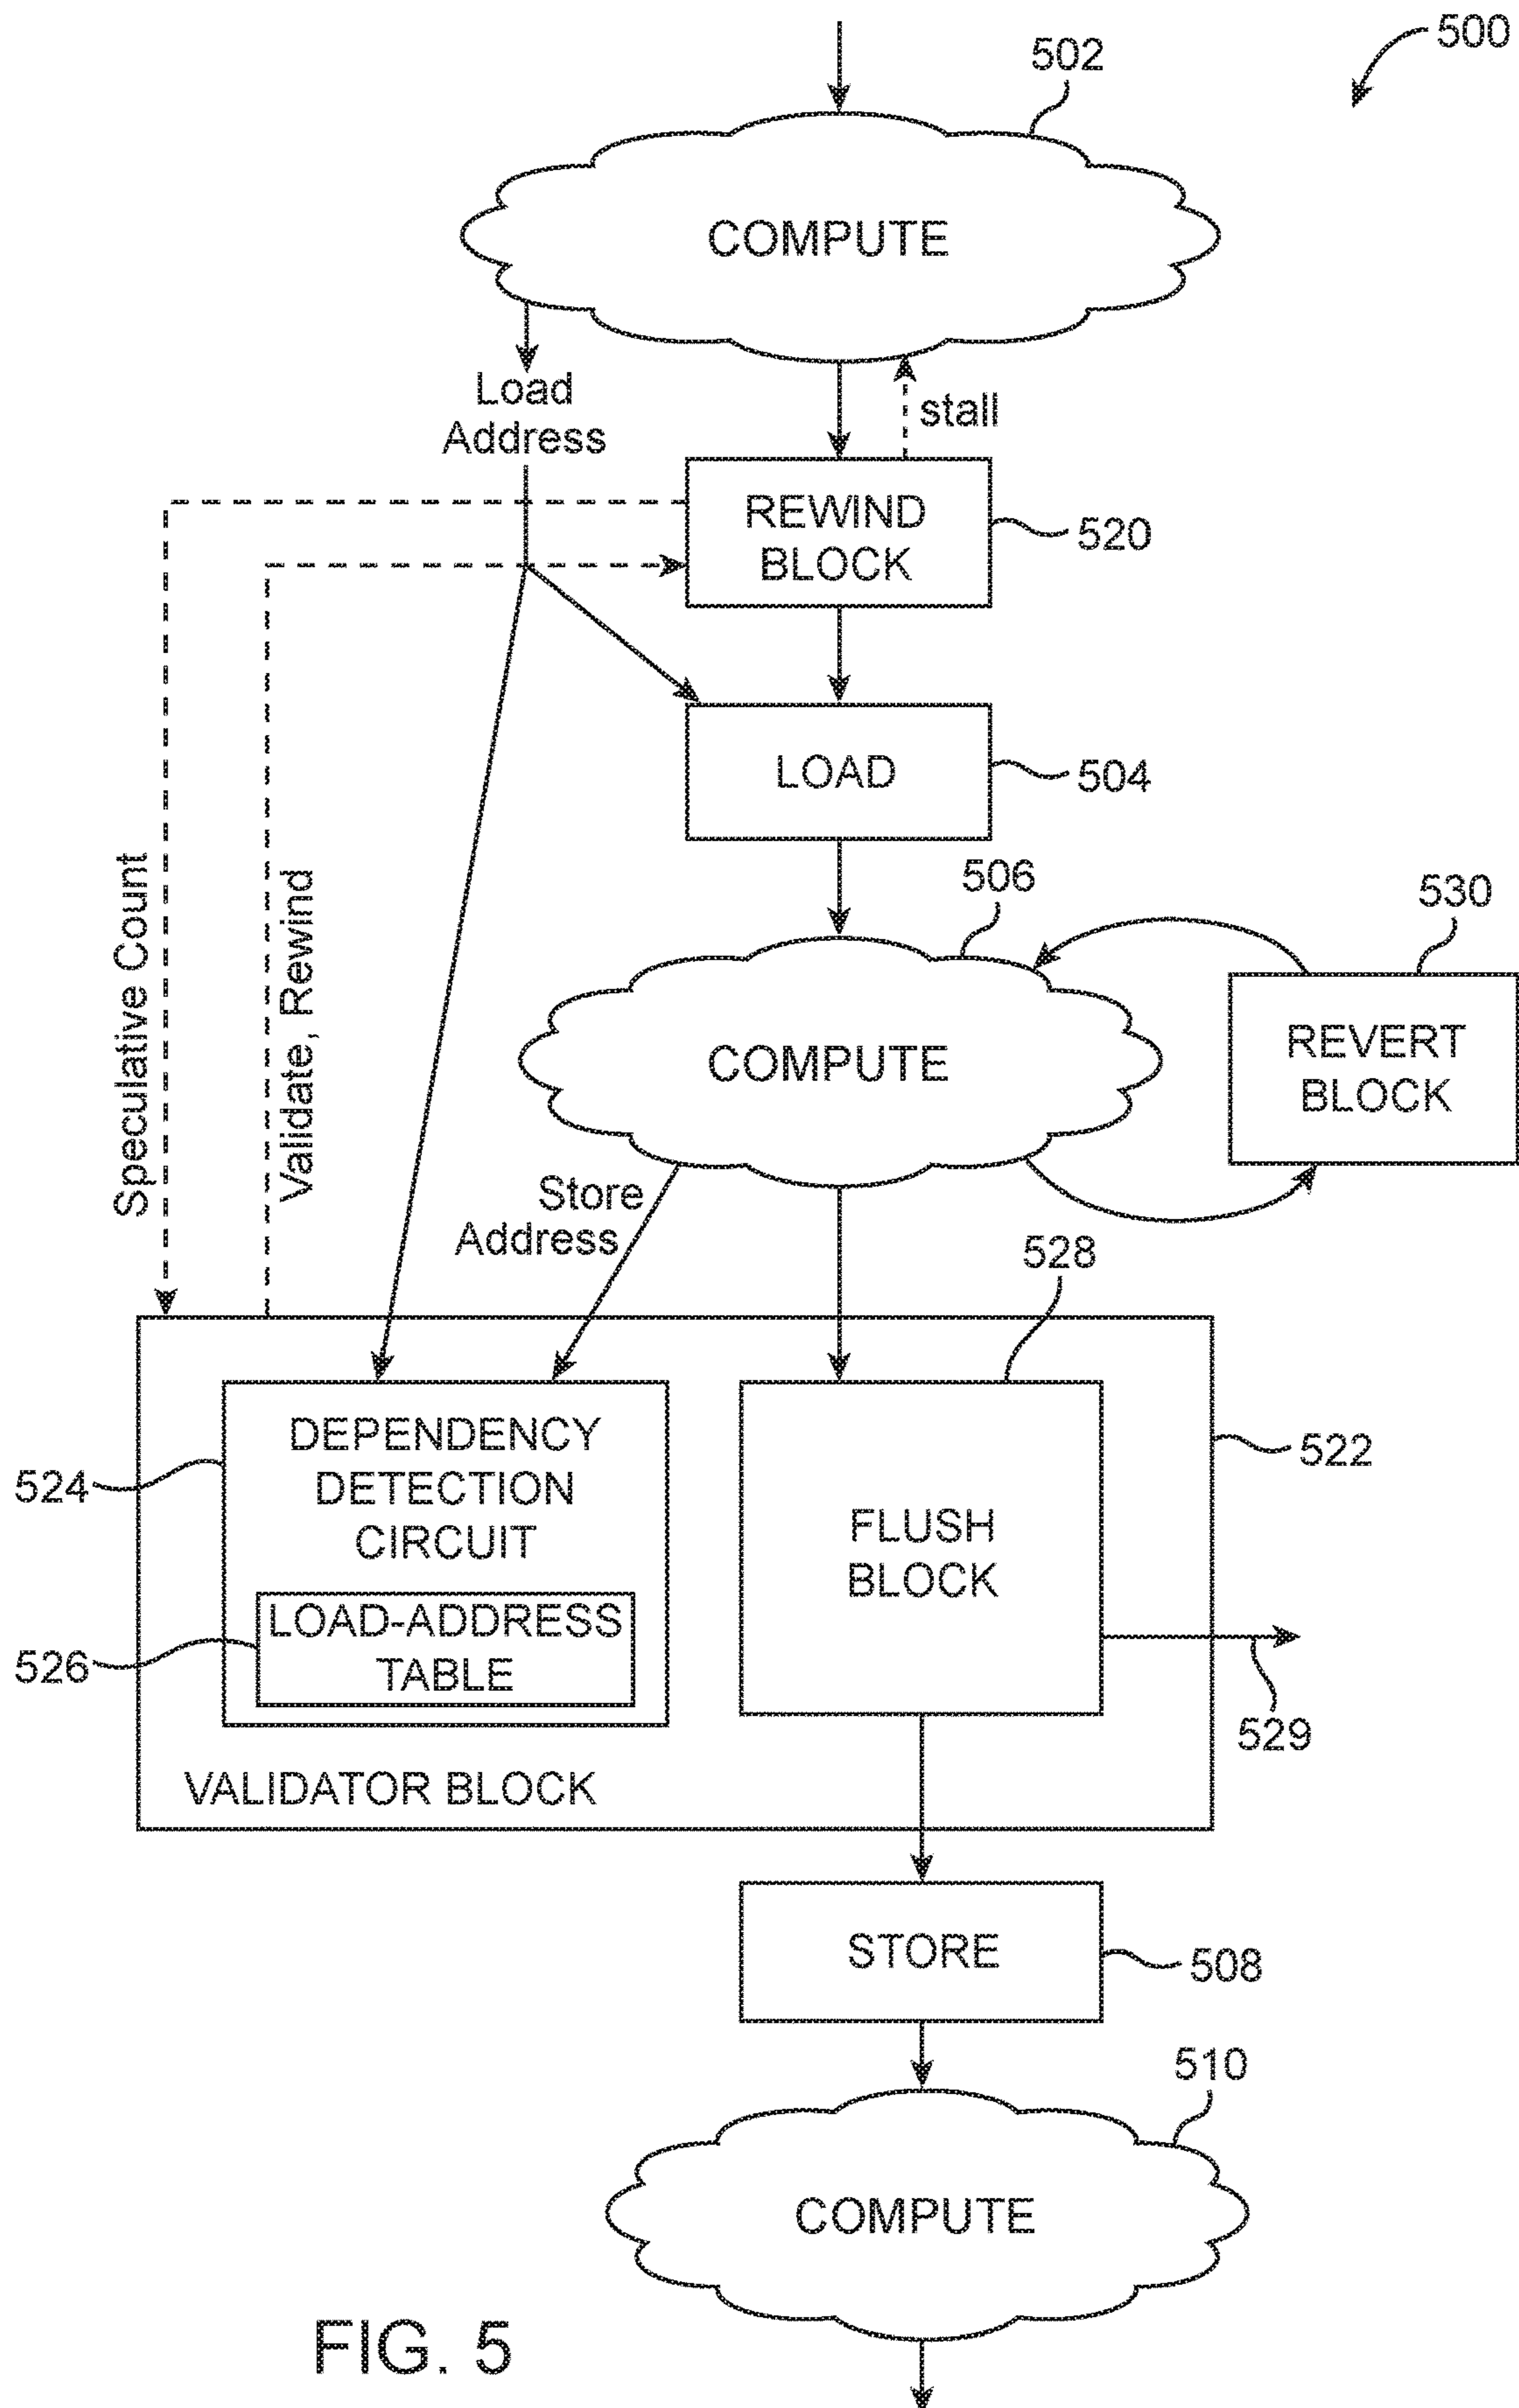 500
502
COMPUTE
Load
Address
stall
REWIND
BLOCK
520
LOAD
504
506
530
Speculative Count
Validate, Rewind
COMPUTE
REVERT
BLOCK
Store
Address
528
DEPENDENCY
DETECTION
CIRCUIT
524
522
FLUSH
BLOCK
LOAD-ADDRESS
TABLE
526
529
VALIDATOR BLOCK
STORE
508
510
COMPUTE
FIG. 5